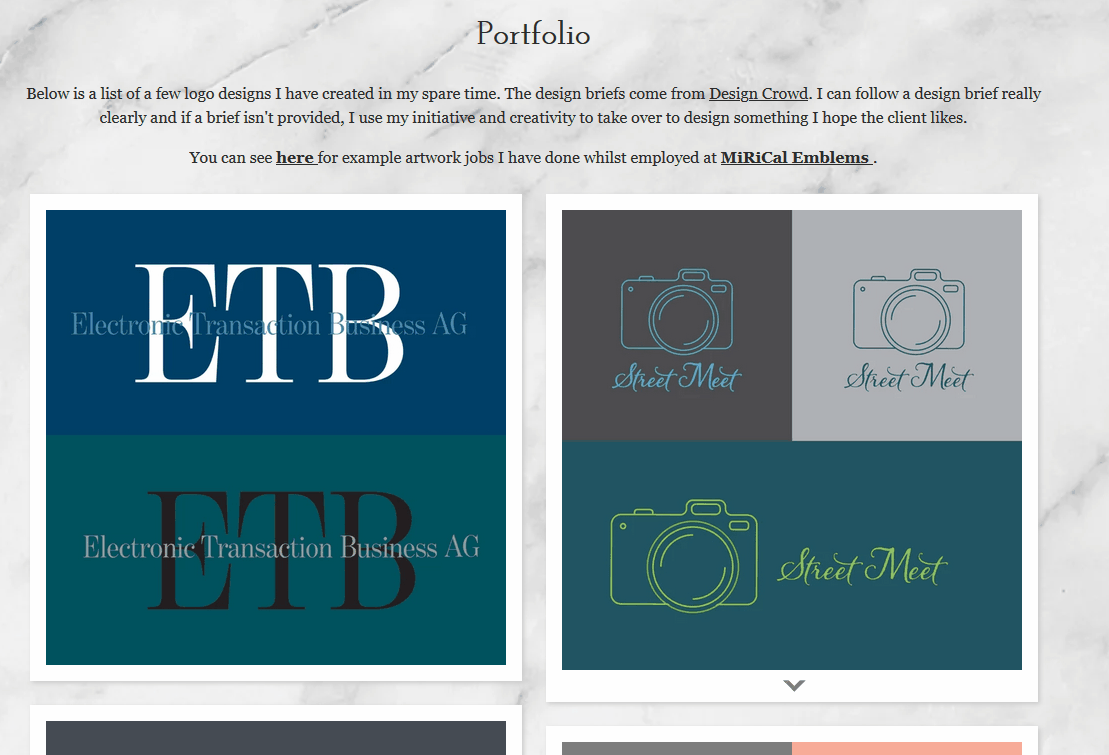 Portfolio
Below is a list of a few logo designs I have created in my spare time. The design briefs come from Design Crowd. I can follow a design brief really
clearly and if a brief isn't provided, I use my initiative and creativity to take over to design something I hope the client likes.
You can see here for example artwork jobs I have done whilst employed at MiRiCal Emblems .
ETB
Electronic Transaction Business AG
ETB
Electronic Transaction Business AG
Street Meet
Street Meet
Street Meet